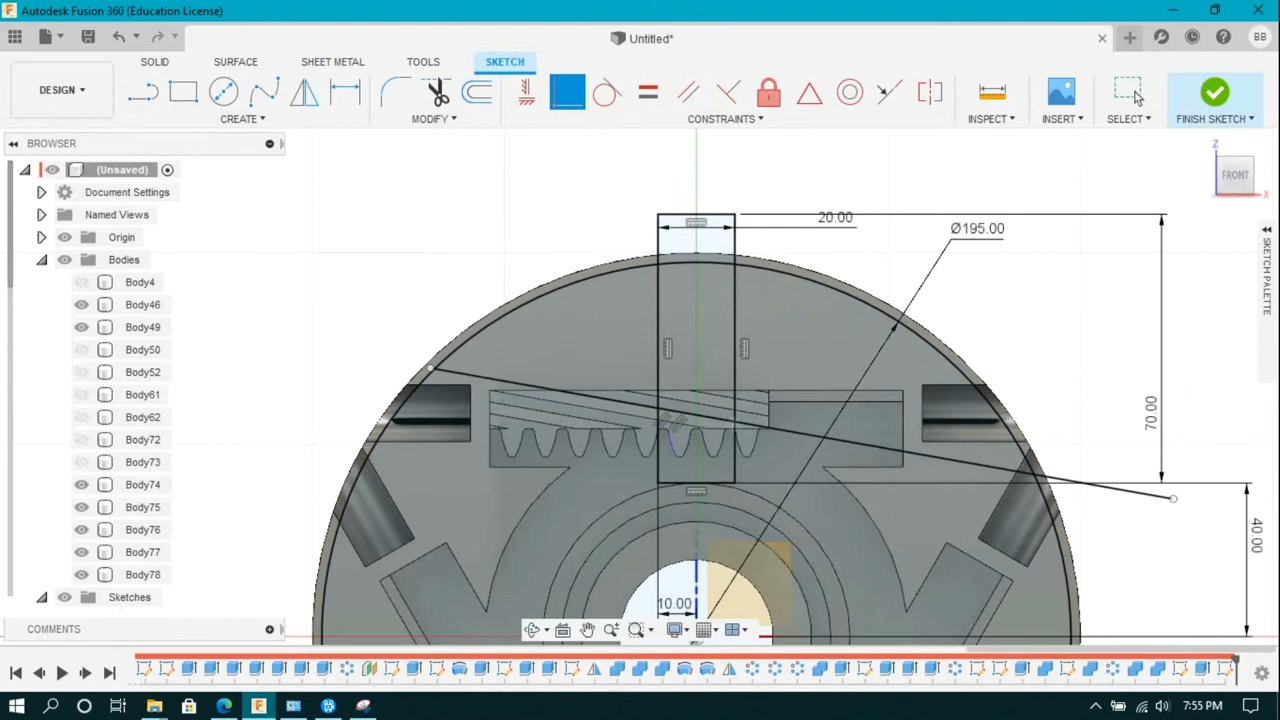 Autodesk Fusion 360 (Education License)
Untitled*
BB
DESIGN
SOLID
SURFACE
SHEET METAL
TOOLS
SKETCH
CREATE
MODIFY
CONSTRAINTS
INSPECT
INSERT
SELECT
FINISH SKETCH
BROWSER
(Unsaved)
Document Settings
Named Views
Origin
Bodies
Body4
Body46
Body49
Body50
Body52
Body61
Body62
Body72
Body73
Body74
Body75
Body76
Body77
Body78
Sketches
COMMENTS
Z
FRONT
X
SKETCH PALETTE
20.00
Ø195.00
70.00
40.00
10.00
7:55 PM